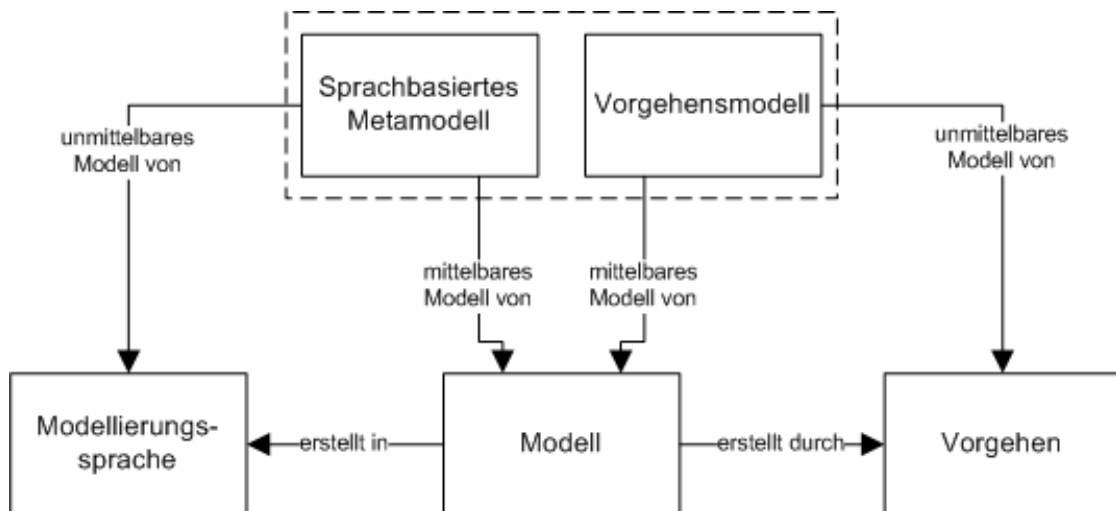 Sprachbasiertes
Metamodell
Vorgehensmodell
unmittelbares
Modell von
unmittelbares
Modell von
mittelbares
Modell von
mittelbares
Modell von
Modellierungs-
sprache
erstellt in
Modell
erstellt durch
Vorgehen